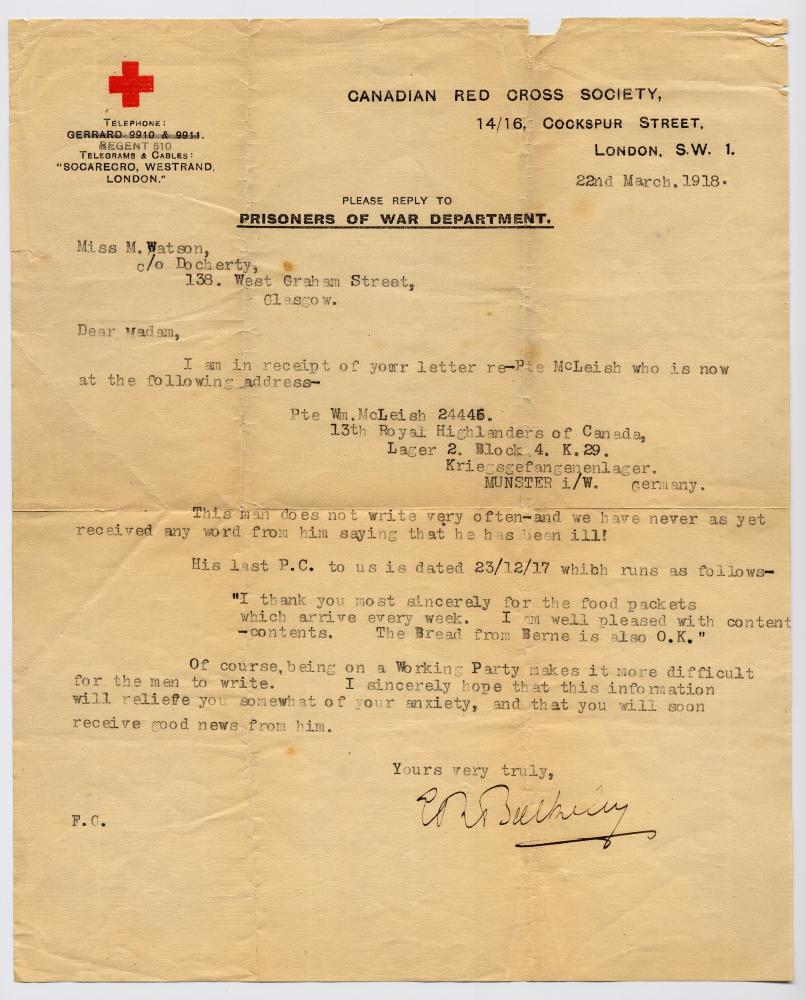 CANADIAN RED CROSS SOCIETY,
14/16, COCKSPUR STREET,
LONDON, S.W. 1.
TELEPHONE:
GERRARD 9910 & 9911.
REGENT 510
TELEGRAMS & CABLES:
"SOCARECRO, WESTRAND,
LONDON."
22nd March.1918.
PLEASE REPLY TO
PRISONERS OF WAR DEPARTMENT.
Miss M.Watson,
c/o Docherty,
138. West Graham Street,
Glasgow.
Dear Madam,
I am in receipt of yourr letter re-Pte McLeish who is now
at the following address-
Pte Wm.McLeish 24446.
13th Royal Highlanders of Canada,
Lager 2. Block 4. K.29.
Kriegsgefangenenlager.
MUNSTER i/W. germany.
This man does not write very often-and we have never as yet
received any word from him saying that he has been ill!
His last P.C. to us is dated 23/12/17 which runs as follows-
"I thank you most sincerely for the food packets
which arrive every week. I am well pleased with content
-contents. The Bread from Berne is also O.K."
Of course,being on a Working Party makes it more difficult
for the men to write. I sincerely hope that this information
will reliefe you somewhat of your anxiety, and that you will soon
receive good news from him.
Yours very truly,
F.G.